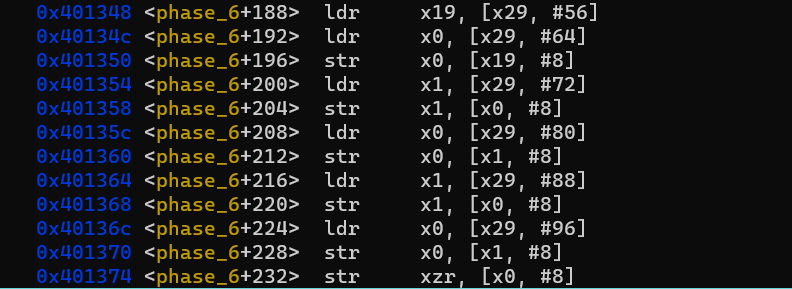 0x401348 <phase_6+188> ldr x19, [x29, #56]
0x40134c <phase_6+192> ldr x0, [x29, #64]
0x401350 <phase_6+196> str x0, [x19, #8]
0x401354 <phase_6+200> ldr x1, [x29, #72]
0x401358 <phase_6+204> str x1, [x0, #8]
0x40135c <phase_6+208> ldr x0, [x29, #80]
0x401360 <phase_6+212> str x0, [x1, #8]
0x401364 <phase_6+216> ldr x1, [x29, #88]
0x401368 <phase_6+220> str x1, [x0, #8]
0x40136c <phase_6+224> ldr x0, [x29, #96]
0x401370 <phase_6+228> str x0, [x1, #8]
0x401374 <phase_6+232> str xzr, [x0, #8]